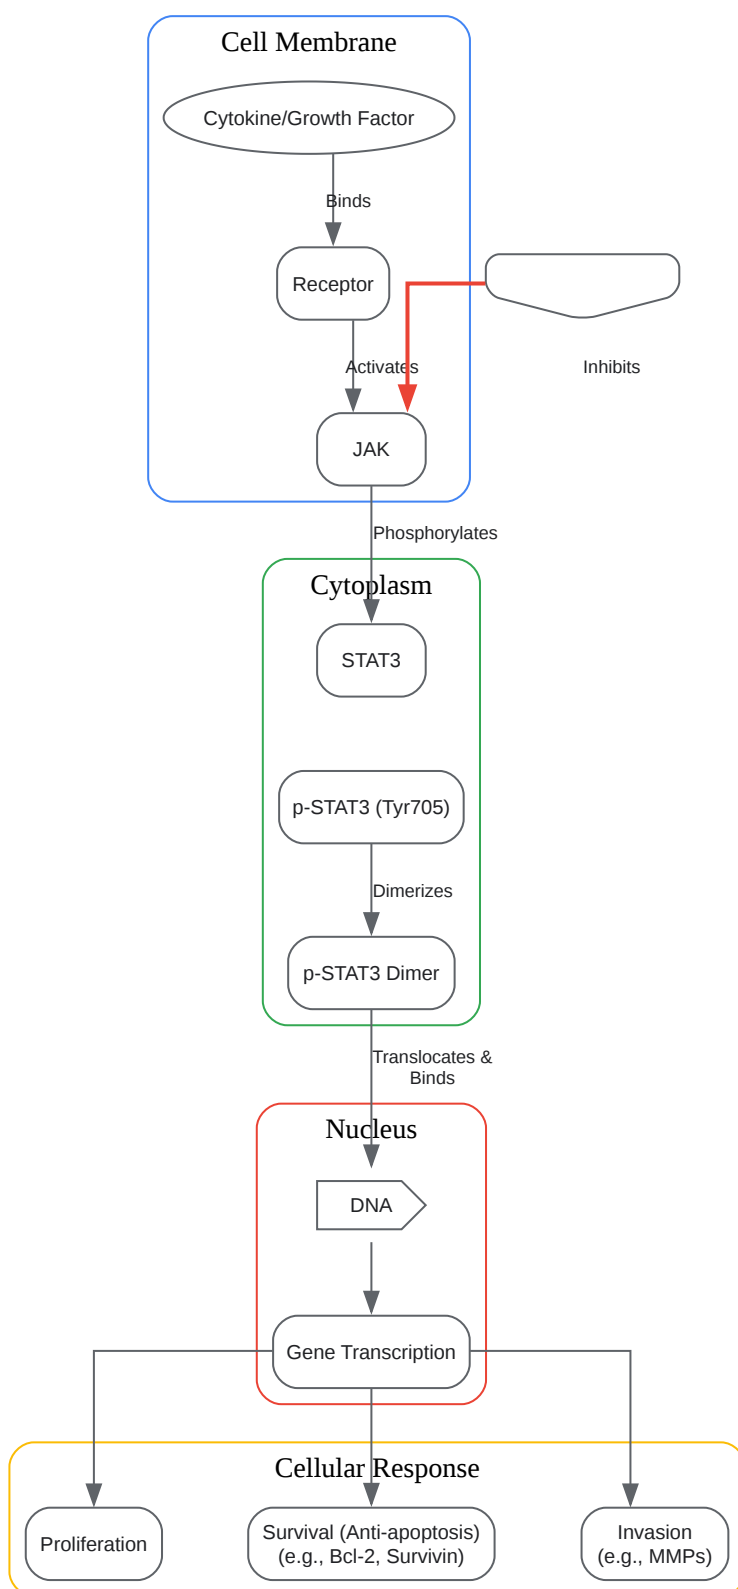 Cell Membrane
Cytokine/Growth Factor
Binds
Receptor
Activates
Inhibits
JAK
Phosphorylates
Cytoplasm
STAT3
p-STAT3 (Tyr705)
Dimerizes
p-STAT3 Dimer
Translocates &
Binds
Nucleus
DNA
Gene Transcription
Cellular Response
Proliferation
Survival (Anti-apoptosis)
(e.g., Bcl-2, Survivin)
Invasion
(e.g., MMPs)